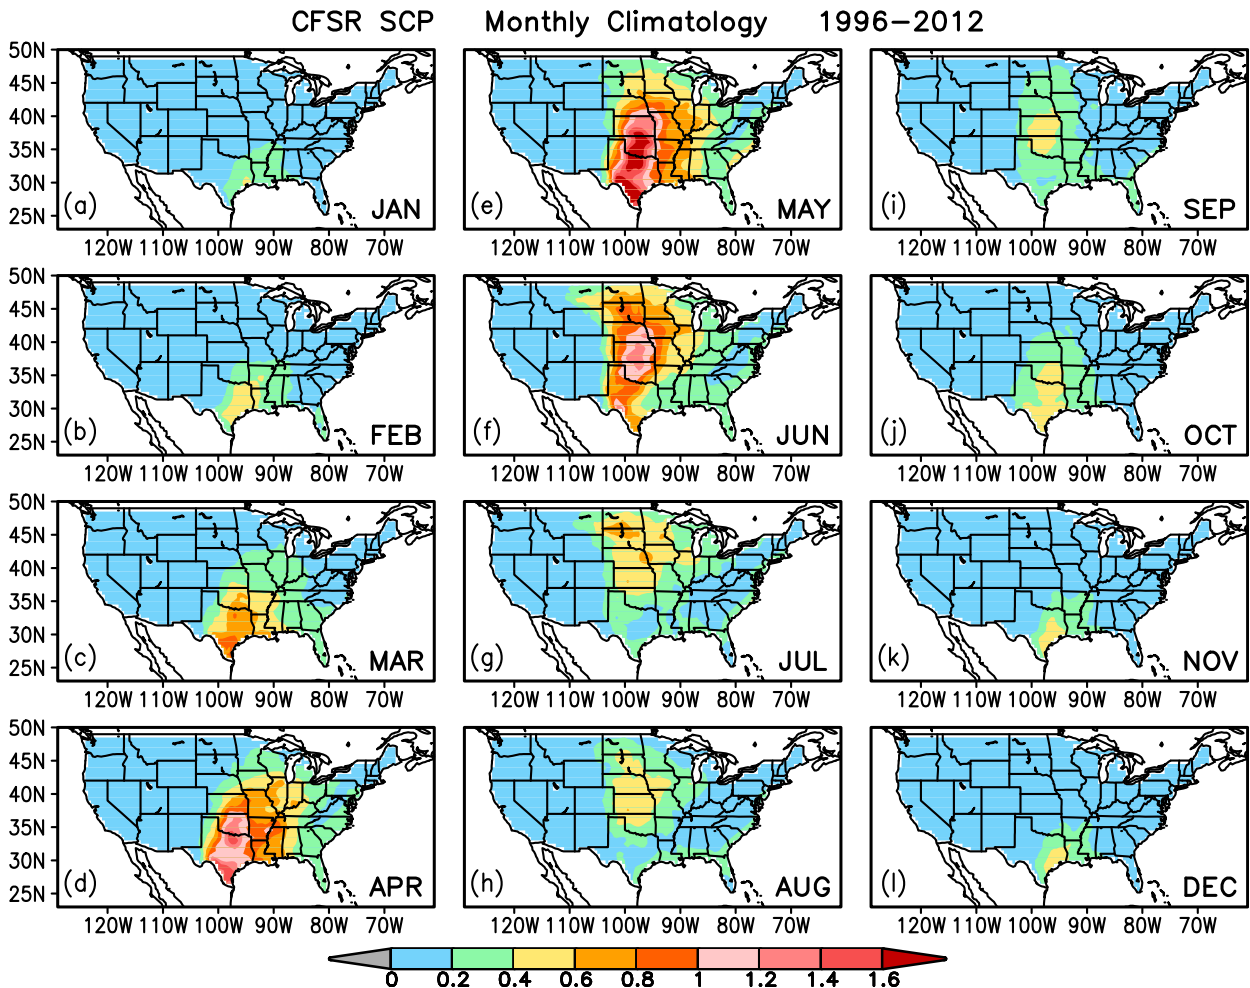 CFSR SCP Monthly Climatology 1996−2012
50N
45N
40N
35N
30N
25N
(a) JAN
(e) MAY
(i) SEP
120W 110W 100W 90W 80W 70W
120W 110W 100W 90W 80W 70W
120W 110W 100W 90W 80W 70W
50N
45N
40N
35N
30N
25N
(b) FEB
(f) JUN
(j) OCT
120W 110W 100W 90W 80W 70W
120W 110W 100W 90W 80W 70W
120W 110W 100W 90W 80W 70W
50N
45N
40N
35N
30N
25N
(c) MAR
(g) JUL
(k) NOV
120W 110W 100W 90W 80W 70W
120W 110W 100W 90W 80W 70W
120W 110W 100W 90W 80W 70W
50N
45N
40N
35N
30N
25N
(d) APR
(h) AUG
(l) DEC
120W 110W 100W 90W 80W 70W
120W 110W 100W 90W 80W 70W
120W 110W 100W 90W 80W 70W
0 0.2 0.4 0.6 0.8 1 1.2 1.4 1.6